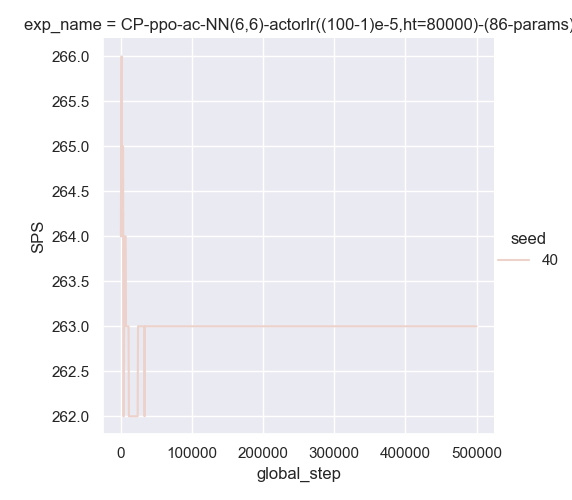 exp_name = CP-ppo-ac-NN(6,6)-actorlr((100-1)e-5,ht=80000)-(86-params)
266.0
265.5
265.0
264.5
264.0
263.5
263.0
262.5
262.0
SPS
0 100000 200000 300000 400000 500000
global_step
seed
40